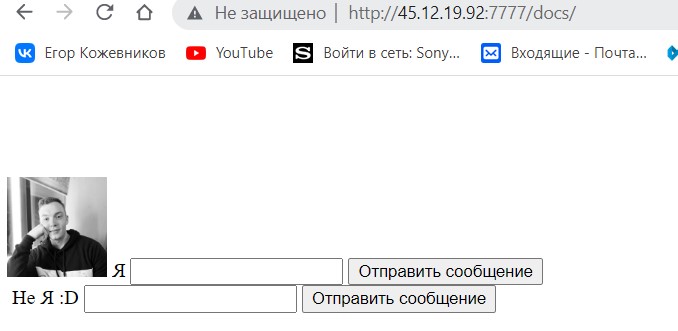 Не защищено | http://45.12.19.92:7777/docs/
Егор Кожевников YouTube Войти в сеть: Sony... Входящие - Почта...
Я Отправить сообщение
Не Я :D Отправить сообщение